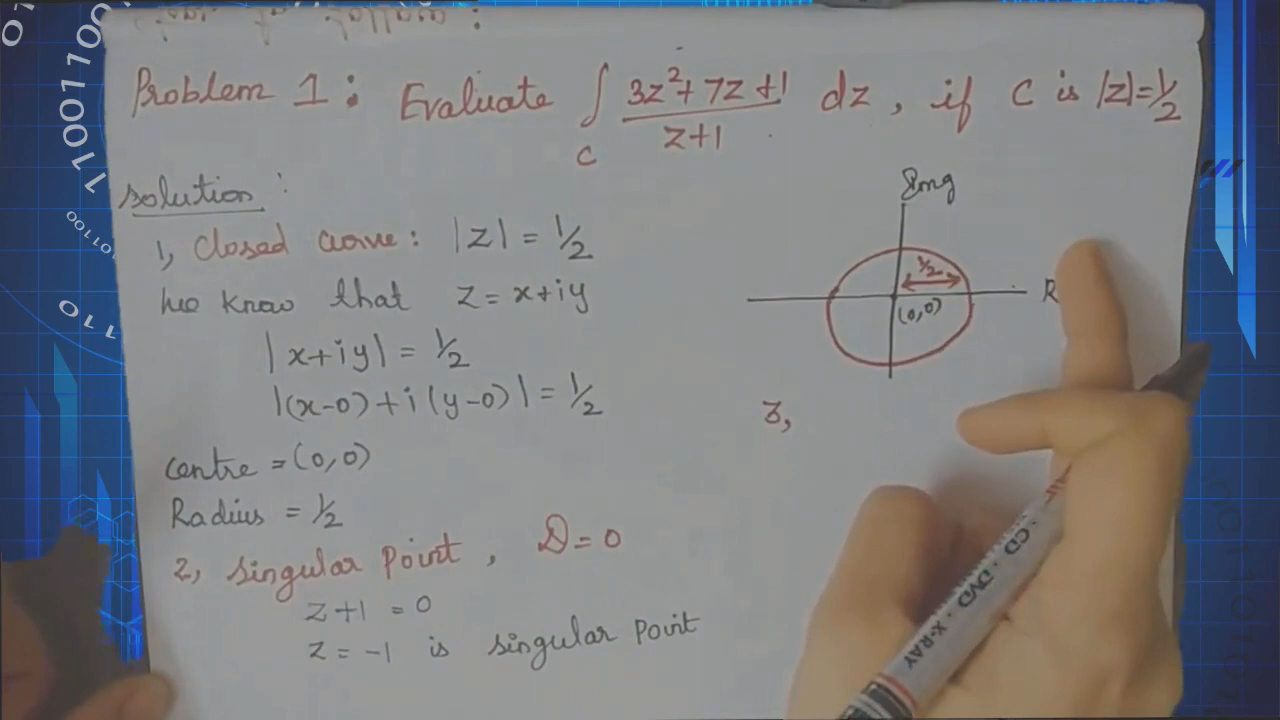 Problem 1: Evaluate ∫_C (3z²+7z+1)/(z+1) dz, if C is |z|=1/2
Solution:
1, Closed curve: |z| = 1/2
We know that z = x+iy
|x+iy| = 1/2
|(x-0)+i(y-0)| = 1/2
Centre = (0,0)
Radius = 1/2
2, Singular Point, D=0
z+1 = 0
z = -1 is singular point
Img
1/2
(0,0)
R
3,
CD · DVD · X-RAY